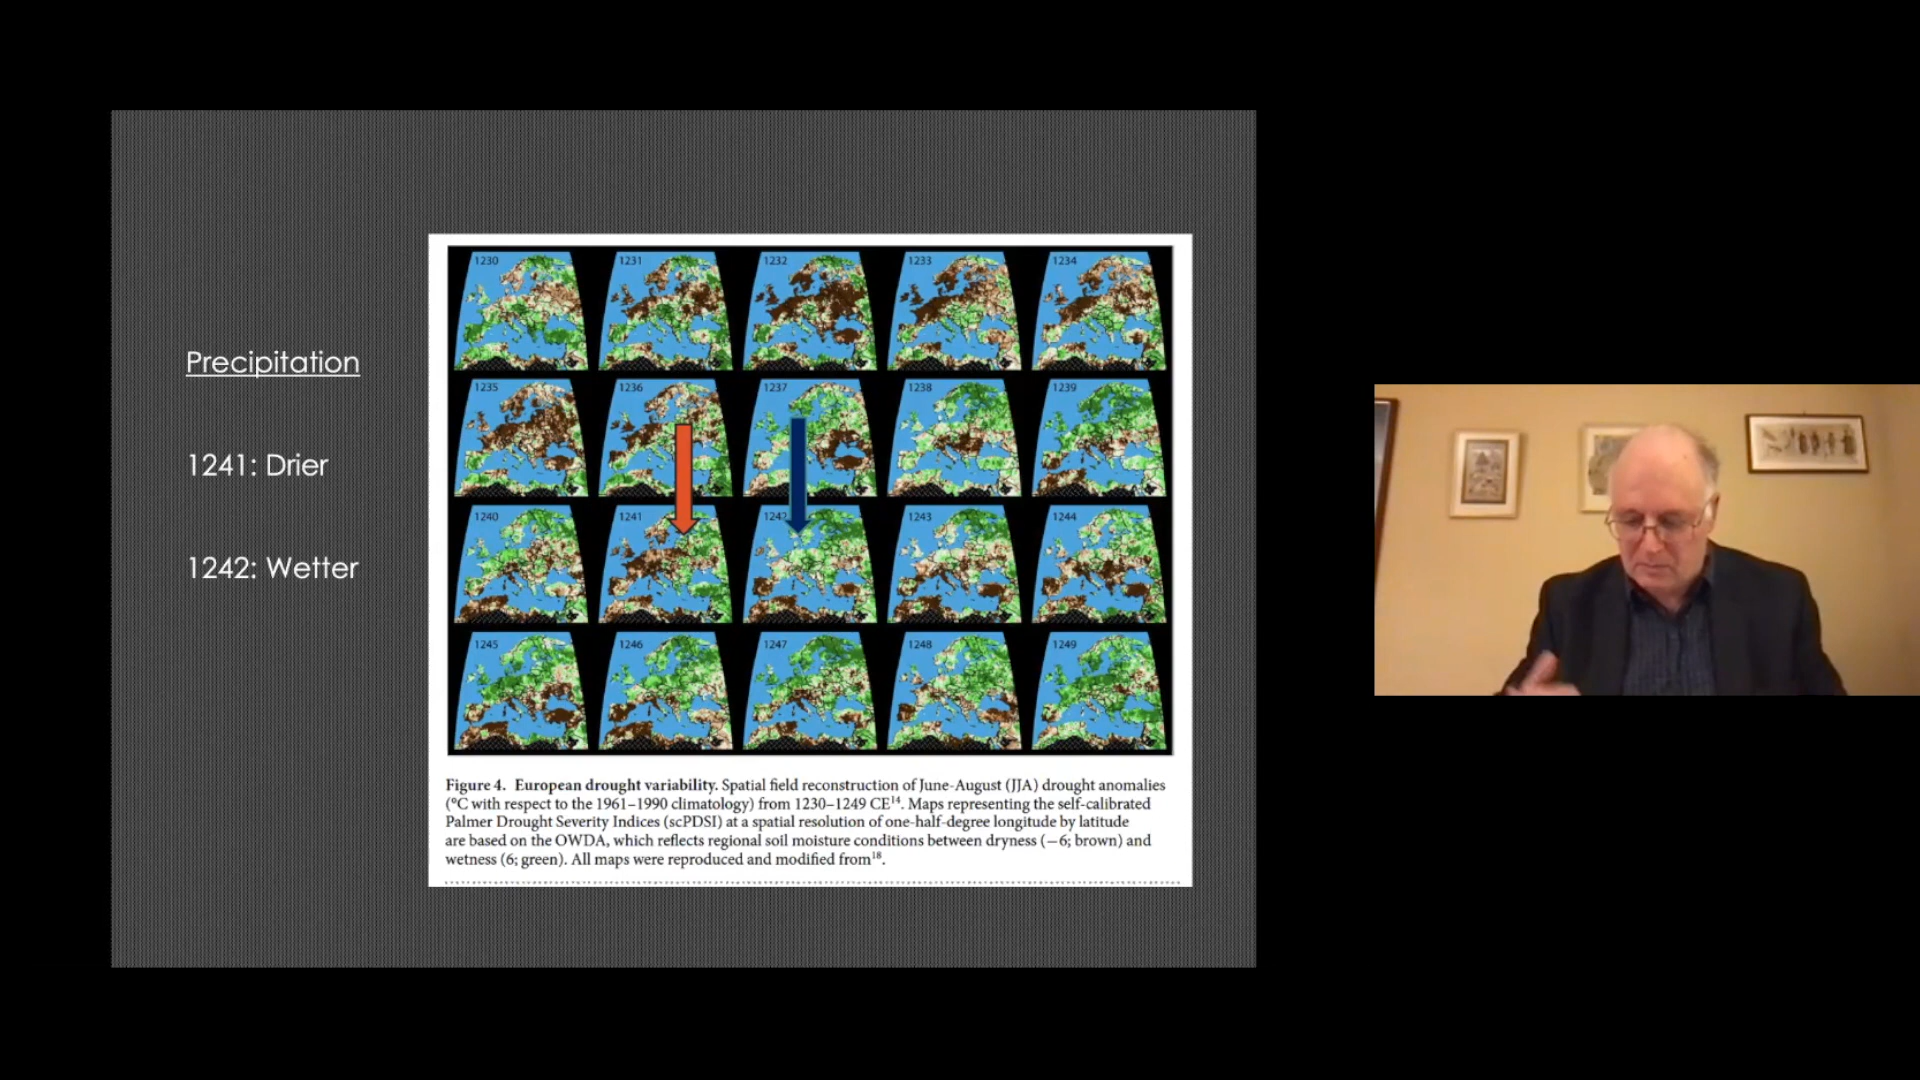 Precipitation
1241: Drier
1242: Wetter
1230 1231 1232 1233 1234
1235 1236 1237 1238 1239
1240 1241 1242 1243 1244
1245 1246 1247 1248 1249
Figure 4. European drought variability. Spatial field reconstruction of June-August (JJA) drought anomalies
(°C with respect to the 1961–1990 climatology) from 1230–1249 CE¹⁴. Maps representing the self-calibrated
Palmer Drought Severity Indices (scPDSI) at a spatial resolution of one-half-degree longitude by latitude
are based on the OWDA, which reflects regional soil moisture conditions between dryness (−6; brown) and
wetness (6; green). All maps were reproduced and modified from¹⁸.